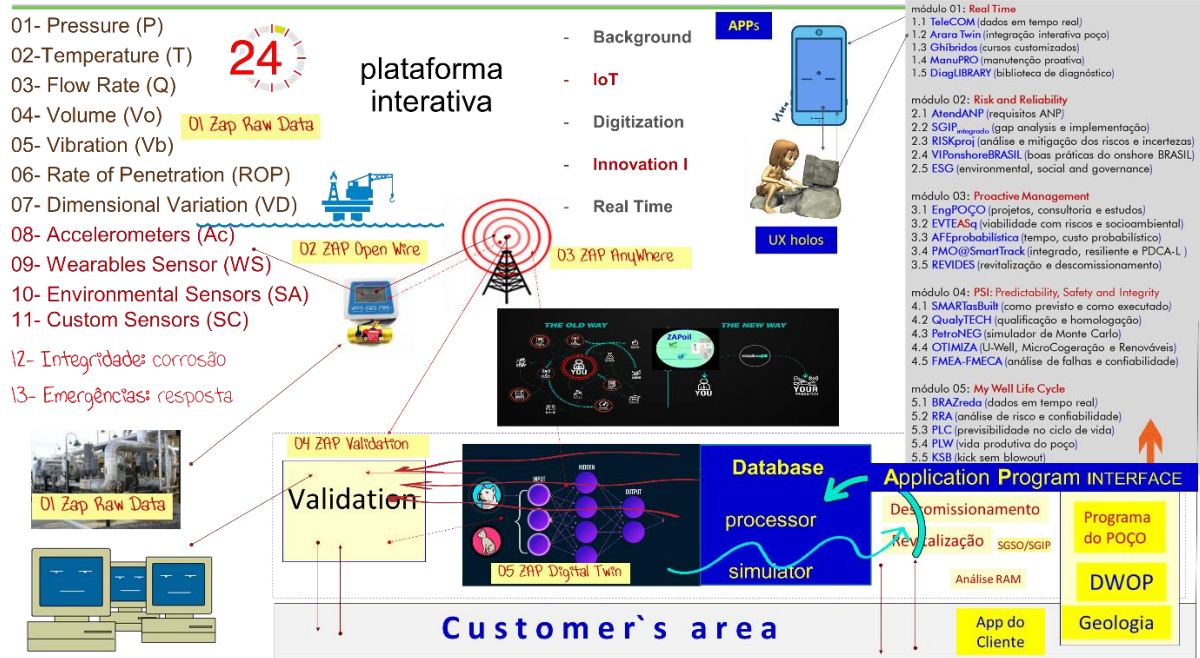 01- Pressure (P)
02-Temperature (T)
03- Flow Rate (Q)
04- Volume (Vo)
05- Vibration (Vb)
06- Rate of Penetration (ROP)
07- Dimensional Variation (VD)
08- Accelerometers (Ac)
09- Wearables Sensor (WS)
10- Environmental Sensors (SA)
11- Custom Sensors (SC)
12- Integridade: corrosão
13- Emergências: resposta
24
01 Zap Raw Data
plataforma
interativa
- Background
- IoT
- Digitization
- Innovation I
- Real Time
APPs
UX holos
02 ZAP Open Wire
03 ZAP AnyWhere
THE OLD WAY
THE NEW WAY
YOU
ZAPoil
YOU
YOUR
módulo 01: Real Time
1.1 TeleCOM (dados em tempo real)
1.2 Arara Twin (integração interativa poço)
1.3 Ghíbridos (cursos customizados)
1.4 ManuPRO (manutenção proativa)
1.5 DiagLIBRARY (biblioteca de diagnóstico)
módulo 02: Risk and Reliability
2.1 AtendANP (requisitos ANP)
2.2 SGIPintegrado (gap analysis e implementação)
2.3 RISKproj (análise e mitigação dos riscos e incertezas)
2.4 VIPonshoreBRASIL (boas práticas do onshore BRASIL)
2.5 ESG (environmental, social and governance)
módulo 03: Proactive Management
3.1 EngPOÇO (projetos, consultoria e estudos)
3.2 EVTEASq (viabilidade com riscos e socioambiental)
3.3 AFEprobabilística (tempo, custo probabilístico)
3.4 PMO@SmartTrack (integrado, resiliente e PDCA-L )
3.5 REVIDES (revitalização e descomissionamento)
módulo 04: PSI: Predictability, Safety and Integrity
4.1 SMARTasBuilt (como previsto e como executado)
4.2 QualyTECH (qualificação e homologação)
4.3 PetroNEG (simulador de Monte Carlo)
4.4 OTIMIZA (U-Well, MicroCogeração e Renováveis)
4.5 FMEA-FMECA (análise de falhas e confiabilidade)
módulo 05: My Well Life Cycle
5.1 BRAZreda (dados em tempo real)
5.2 RRA (análise de risco e confiabilidade)
5.3 PLC (previsibilidade no ciclo de vida)
5.4 PLW (vida produtiva do poço)
5.5 KSB (kick sem blowout)
01 Zap Raw Data
04 ZAP Validation
Validation
INPUT
HIDDEN
OUTPUT
05 ZAP Digital Twin
Database
processor
simulator
Application Program INTERFACE
Descomissionamento
Revitalização
SGSO/SGIP
Análise RAM
Programa
do POÇO
DWOP
Geologia
App do
Cliente
Customer`s area